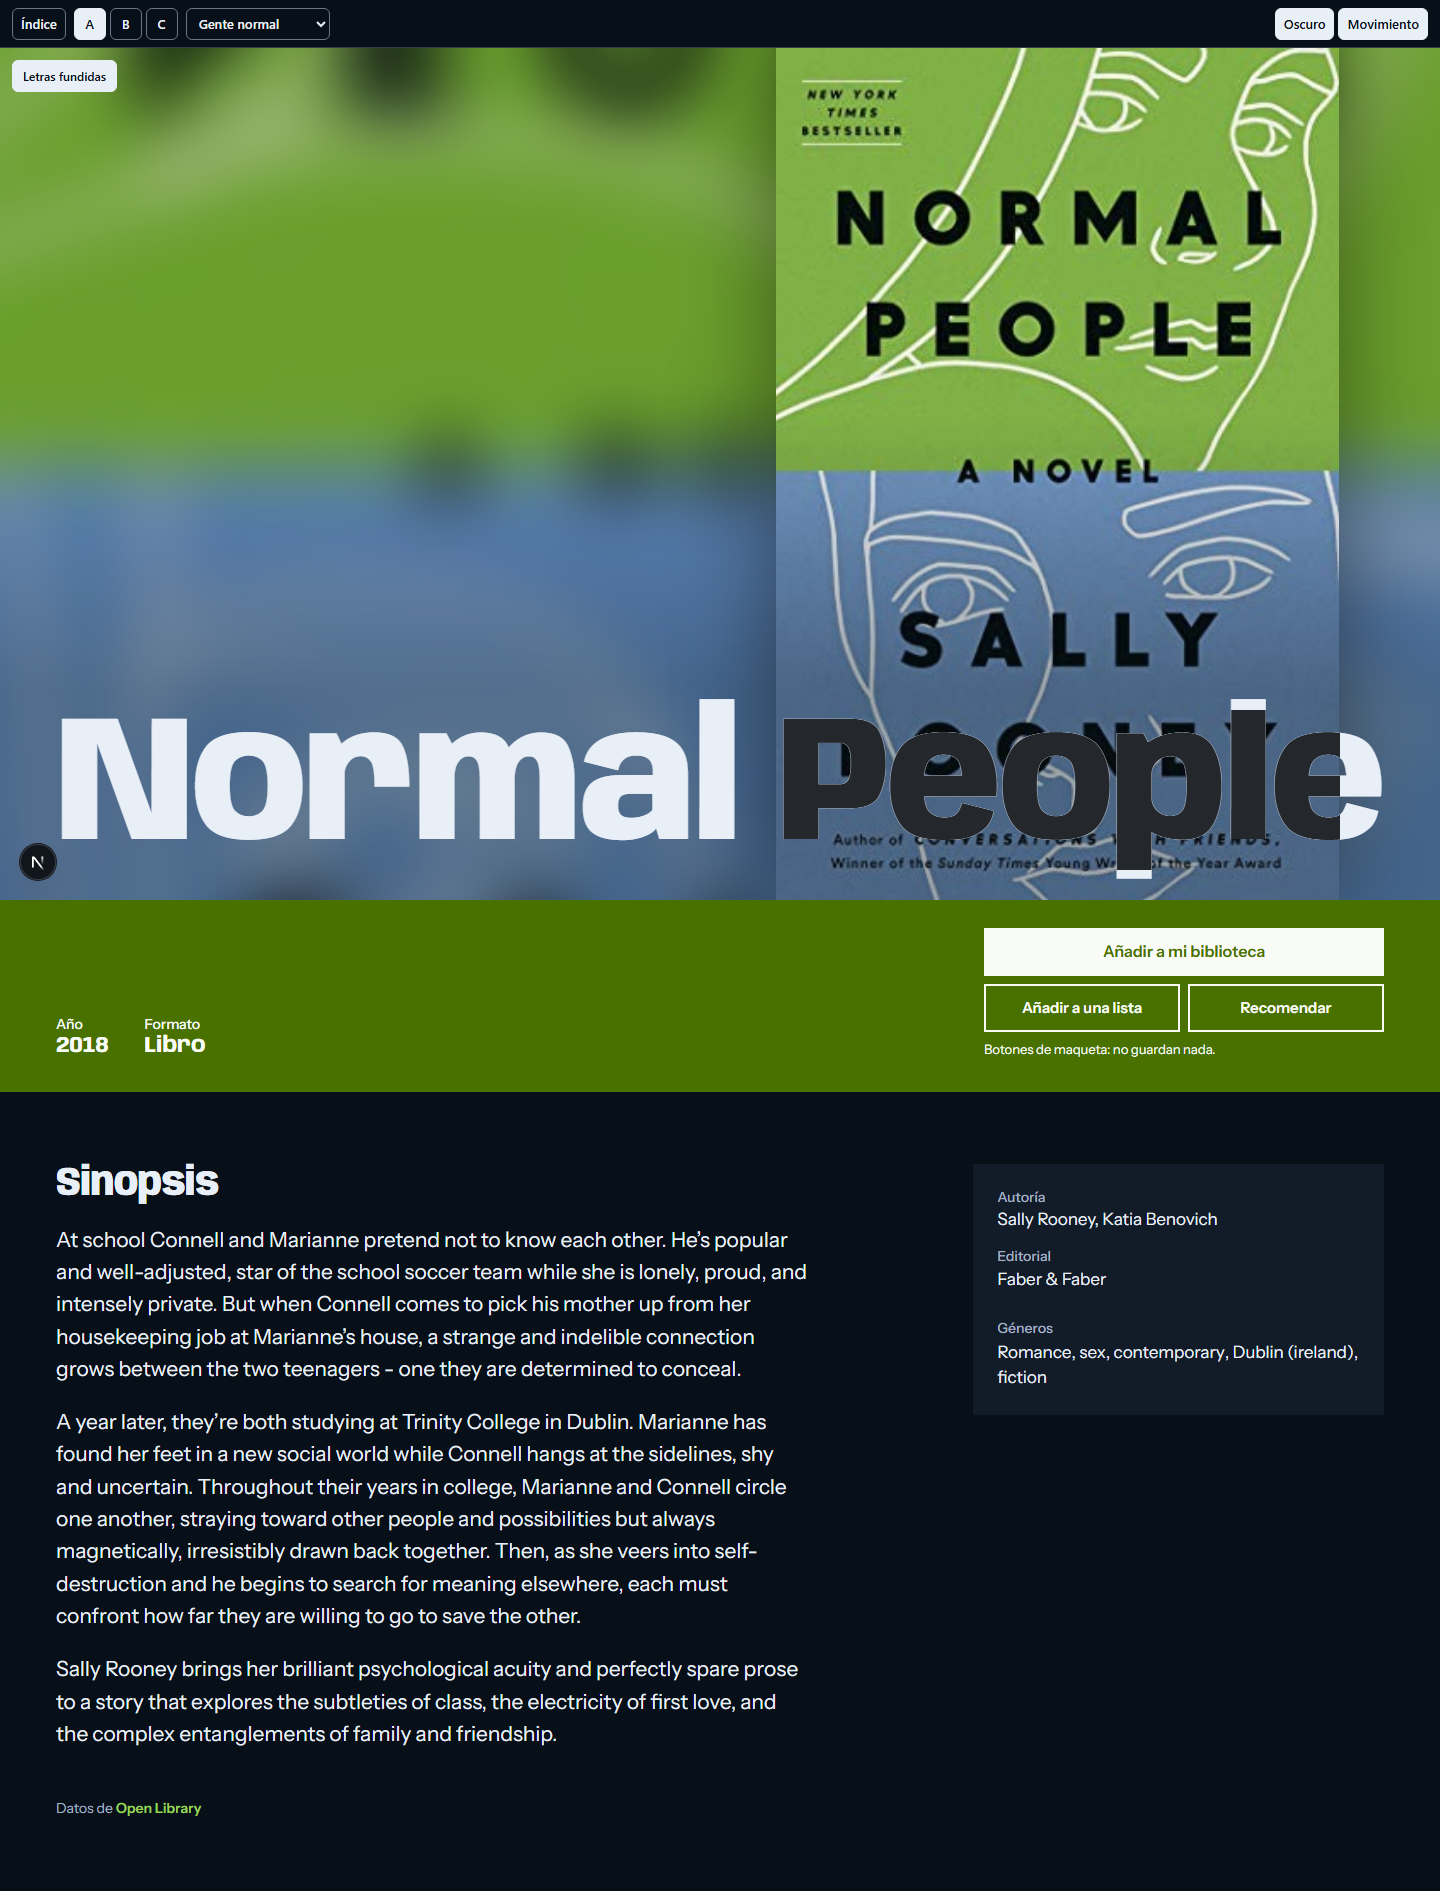 Índice
A
B
C
Gente normal
Oscuro
Movimiento
Letras fundidas
NEW YORK
TIMES
BESTSELLER
NORMAL
PEOPLE
A NOVEL
SALLY
Normal People
N
Author of CONVERSATIONS WITH FRIENDS,
Winner of the Sunday Times Young Writer of the Year Award
Añadir a mi biblioteca
Añadir a una lista
Recomendar
Botones de maqueta: no guardan nada.
Año
2018
Formato
Libro
Sinopsis
At school Connell and Marianne pretend not to know each other. He’s popular
and well-adjusted, star of the school soccer team while she is lonely, proud, and
intensely private. But when Connell comes to pick his mother up from her
housekeeping job at Marianne’s house, a strange and indelible connection
grows between the two teenagers - one they are determined to conceal.
A year later, they’re both studying at Trinity College in Dublin. Marianne has
found her feet in a new social world while Connell hangs at the sidelines, shy
and uncertain. Throughout their years in college, Marianne and Connell circle
one another, straying toward other people and possibilities but always
magnetically, irresistibly drawn back together. Then, as she veers into self-
destruction and he begins to search for meaning elsewhere, each must
confront how far they are willing to go to save the other.
Sally Rooney brings her brilliant psychological acuity and perfectly spare prose
to a story that explores the subtleties of class, the electricity of first love, and
the complex entanglements of family and friendship.
Datos de Open Library
Autoría
Sally Rooney, Katia Benovich
Editorial
Faber & Faber
Géneros
Romance, sex, contemporary, Dublin (ireland),
fiction